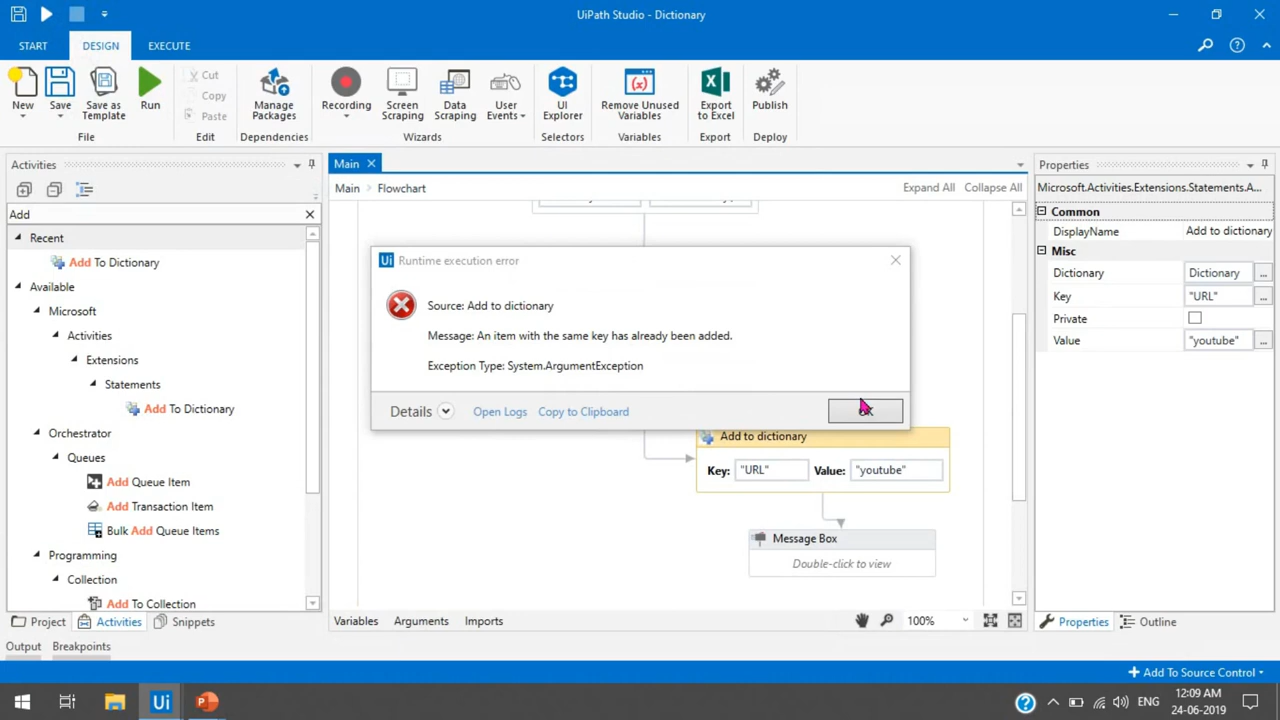 UiPath Studio - Dictionary
START DESIGN EXECUTE
New
Save
Save as Template
Run
Cut
Copy
Paste
Manage Packages
Recording
Screen Scraping
Data Scraping
User Events
UI Explorer
Remove Unused Variables
Export to Excel
Publish
File Edit Dependencies Wizards Selectors Variables Export Deploy
Activities
Add
Recent
Add To Dictionary
Available
Microsoft
Activities
Extensions
Statements
Add To Dictionary
Orchestrator
Queues
Add Queue Item
Add Transaction Item
Bulk Add Queue Items
Programming
Collection
Add To Collection
Project Activities Snippets
Main
Main Flowchart Expand All Collapse All
Ui Runtime execution error
Source: Add to dictionary
Message: An item with the same key has already been added.
Exception Type: System.ArgumentException
Details Open Logs Copy to Clipboard
Add to dictionary
Key: "URL" Value: "youtube"
Message Box
Double-click to view
Variables Arguments Imports 100%
Properties
Microsoft.Activities.Extensions.Statements.A...
Common
DisplayName Add to dictionary
Misc
Dictionary Dictionary ...
Key "URL" ...
Private
Value "youtube" ...
Properties Outline
Output Breakpoints
Add To Source Control
Ui
ENG
12:09 AM
24-06-2019